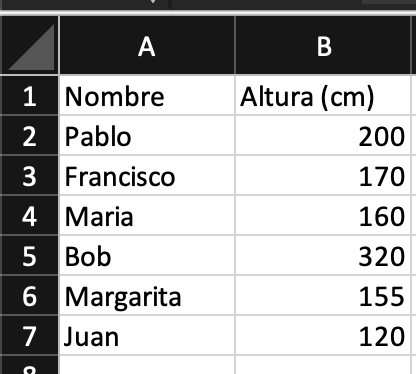 A B
1 Nombre Altura (cm)
2 Pablo 200
3 Francisco 170
4 Maria 160
5 Bob 320
6 Margarita 155
7 Juan 120
8